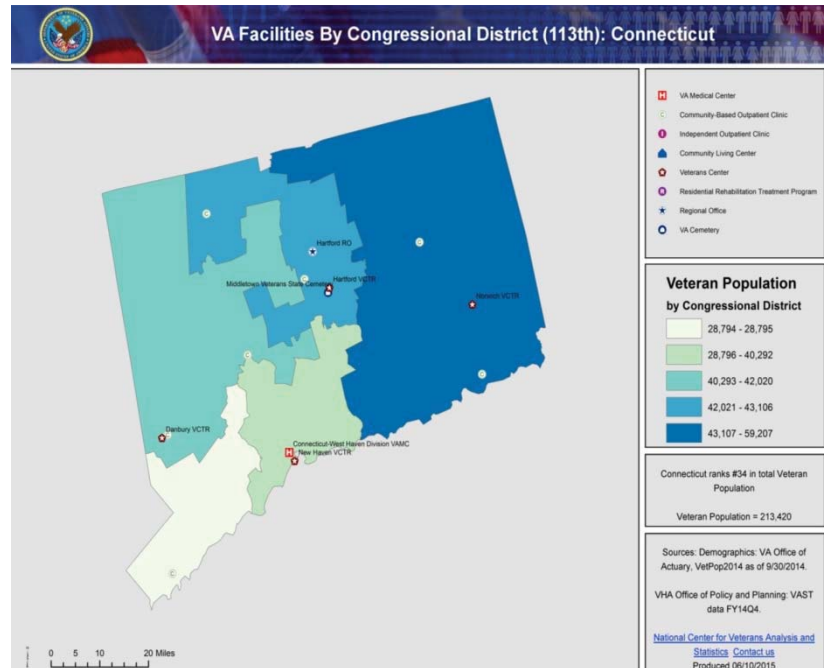 VA Facilities By Congressional District (113th): Connecticut
Hartford RO
Hartford VCTR
Middletown Veterans State Cemetery
Norwich VCTR
Danbury VCTR
Connecticut-West Haven Division VAMC
New Haven VCTR
0 5 10 20 Miles
VA Medical Center
Community-Based Outpatient Clinic
Independent Outpatient Clinic
Community Living Center
Veterans Center
Residential Rehabilitation Treatment Program
Regional Office
VA Cemetery
Veteran Population
by Congressional District
28,794 - 28,795
28,796 - 40,292
40,293 - 42,020
42,021 - 43,106
43,107 - 59,207
Connecticut ranks #34 in total Veteran
Population
Veteran Population = 213,420
Sources: Demographics: VA Office of
Actuary, VetPop2014 as of 9/30/2014.
VHA Office of Policy and Planning: VAST
data FY14Q4.
National Center for Veterans Analysis and
Statistics Contact us
Produced 06/10/2015